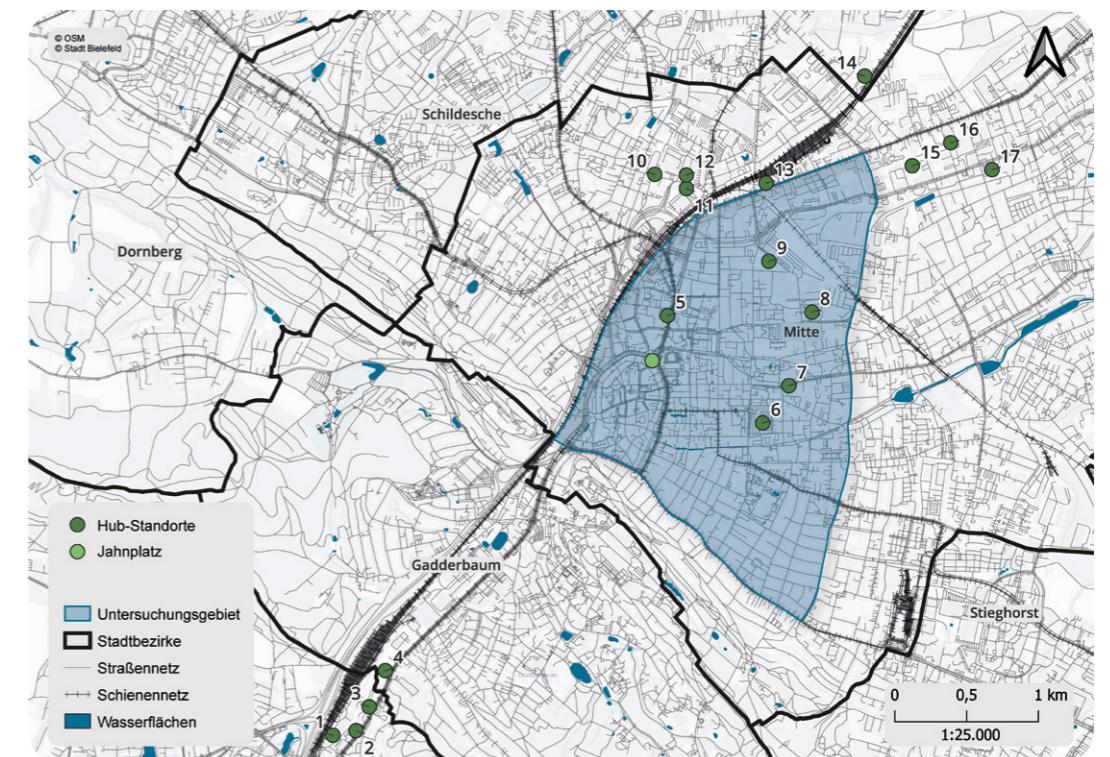 © OSM
© Stadt Bielefeld
14
Schildesche
16
10
12
15
17
13
11
Dornberg
9
5
8
Mitte
7
6
Hub-Standorte
Jahnplatz
Gadderbaum
Untersuchungsgebiet
Stieghorst
Stadtbezirke
Straßennetz
4
Schienennetz
3
0 0,5 1 km
Wasserflächen
1
2
1:25.000